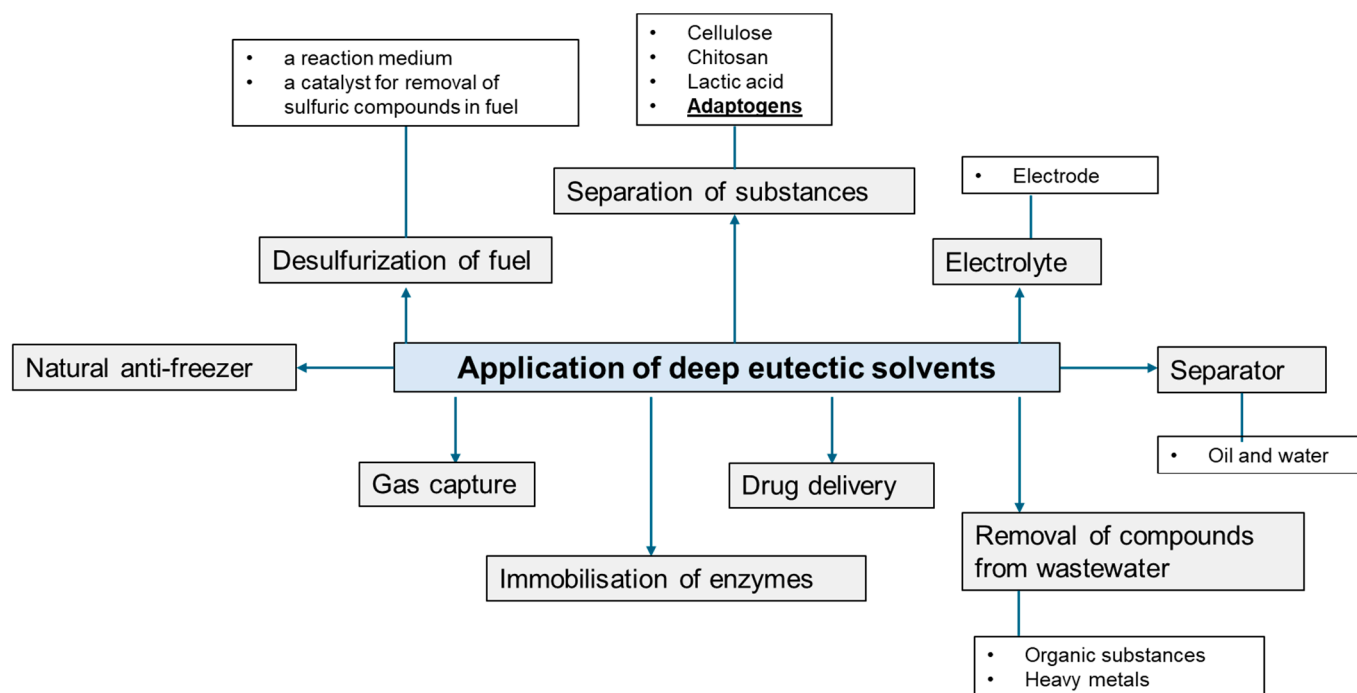 • a reaction medium
• a catalyst for removal of
sulfuric compounds in fuel
• Cellulose
• Chitosan
• Lactic acid
• Adaptogens
Separation of substances
• Electrode
Desulfurization of fuel
Electrolyte
Natural anti-freezer
Application of deep eutectic solvents
Separator
• Oil and water
Gas capture
Drug delivery
Removal of compounds
from wastewater
Immobilisation of enzymes
• Organic substances
• Heavy metals